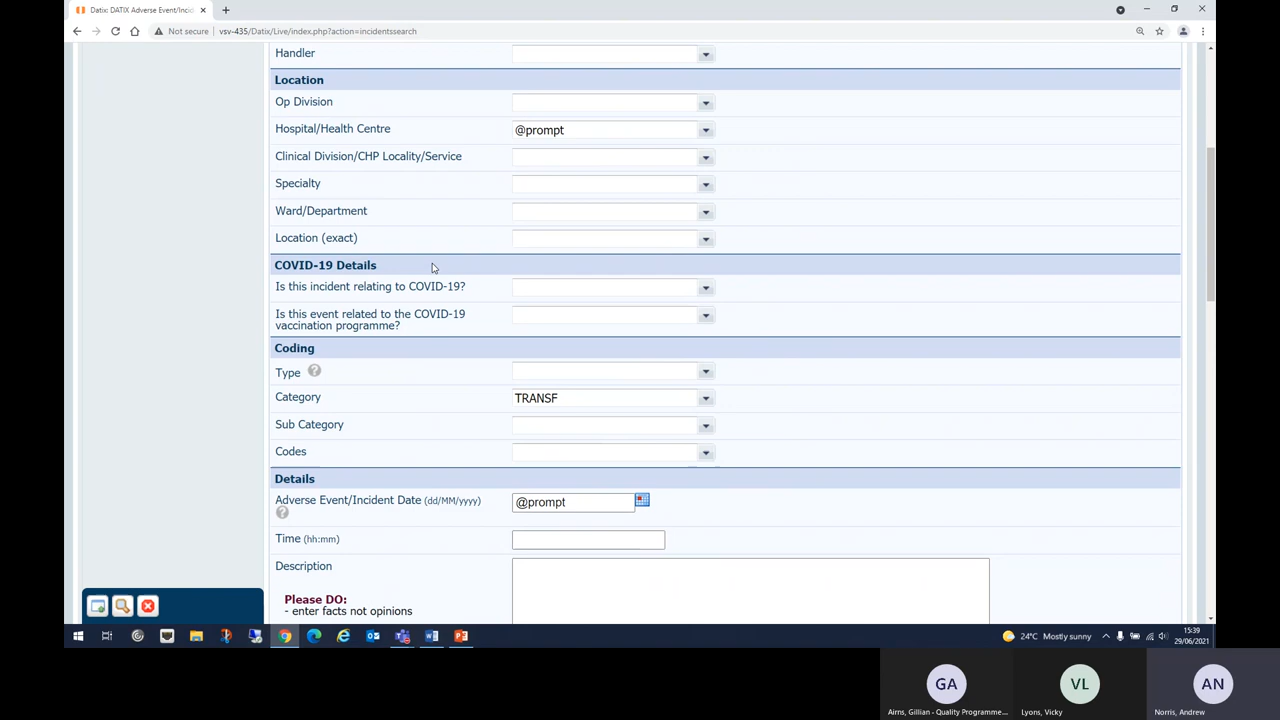 Datix: DATIX Adverse Event/Incid
Not secure
vsv-435/Datix/Live/index.php?action=incidentssearch
Handler
Location
Op Division
Hospital/Health Centre
@prompt
Clinical Division/CHP Locality/Service
Specialty
Ward/Department
Location (exact)
COVID-19 Details
Is this incident relating to COVID-19?
Is this event related to the COVID-19
vaccination programme?
Coding
Type
Category
TRANSF
Sub Category
Codes
Details
Adverse Event/Incident Date (dd/MM/yyyy)
@prompt
Time (hh:mm)
Description
Please DO:
- enter facts not opinions
24°C Mostly sunny
15:39
29/06/2021
GA
VL
AN
Airns, Gillian - Quality Programme...
Lyons, Vicky
Norris, Andrew